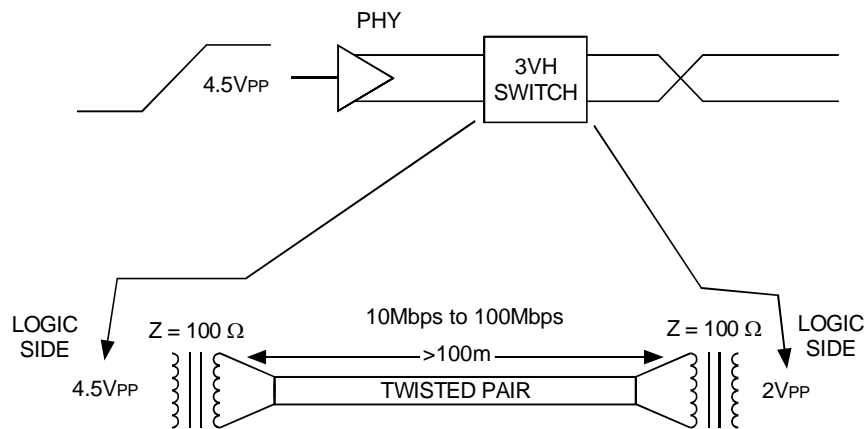 PHY
4.5VPP
3VH
SWITCH
LOGIC
SIDE
Z = 100 Ω
10Mbps to 100Mbps
Z = 100 Ω
LOGIC
SIDE
>100m
4.5VPP
TWISTED PAIR
2VPP